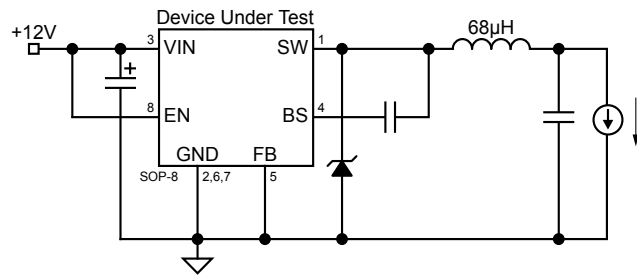 Device Under Test
+12V
3
VIN
SW
1
68µH
+
8
EN
BS
4
GND
FB
SOP-8
2,6,7
5